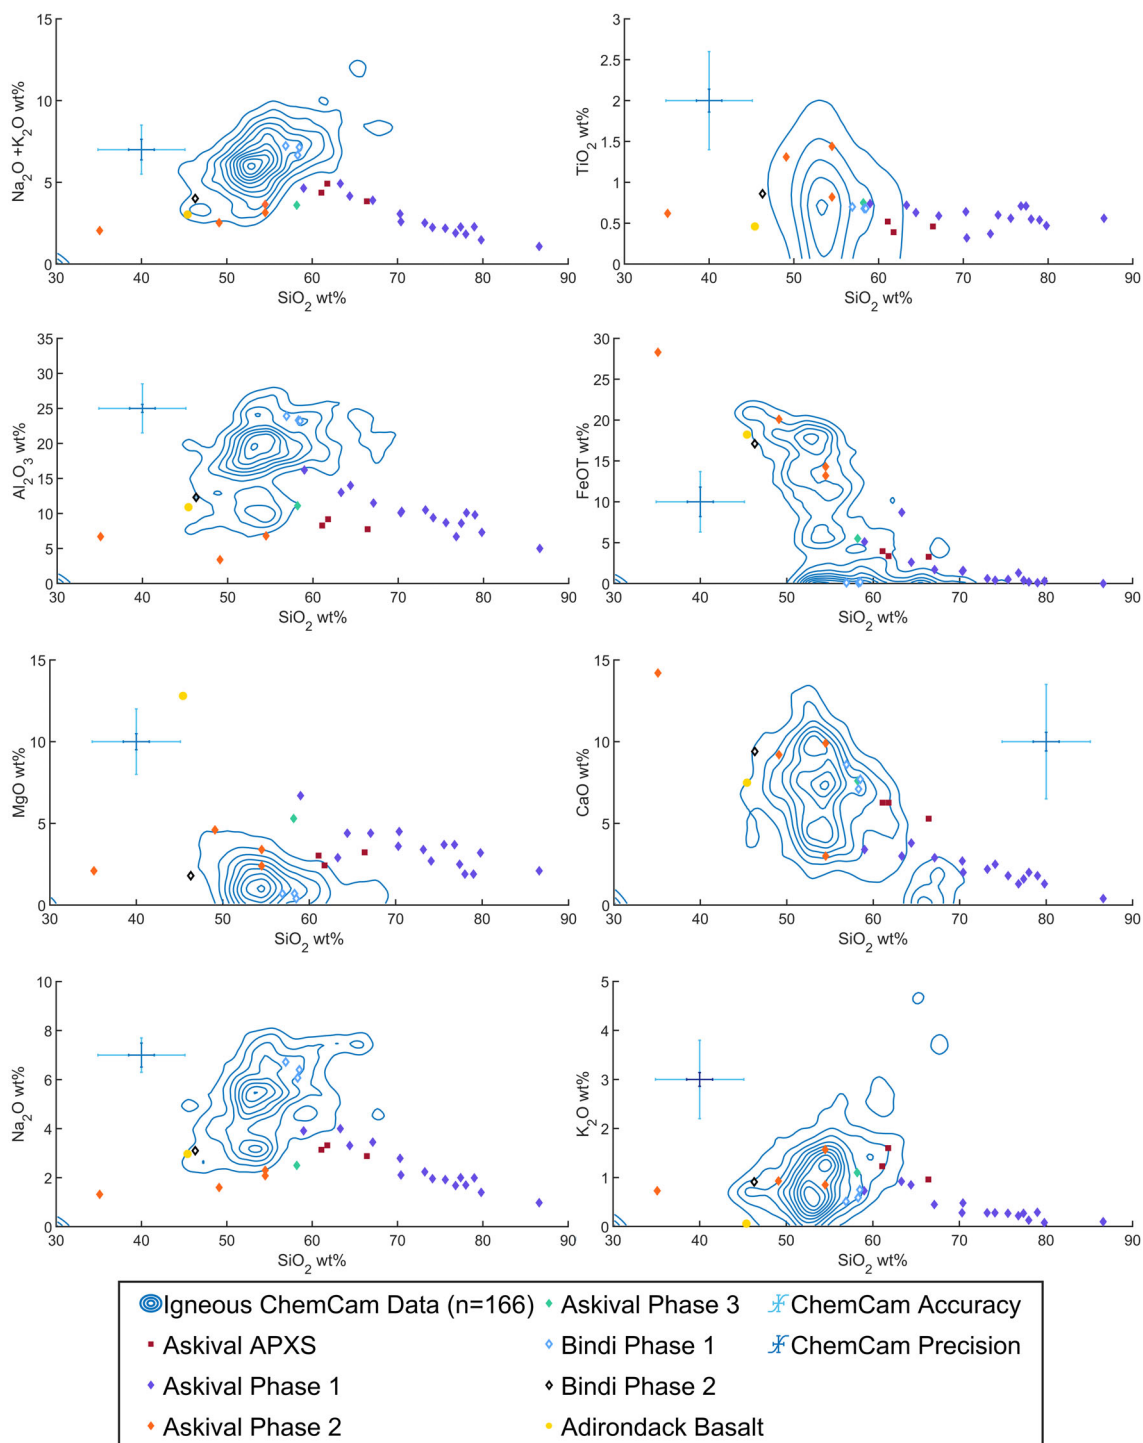 15
10
5
0
30 40 50 60 70 80 90
Na2O +K2O wt%
SiO2 wt%
3
2.5
2
1.5
1
0.5
0
30 40 50 60 70 80 90
TiO2 wt%
SiO2 wt%
35
30
25
20
15
10
5
0
30 40 50 60 70 80 90
Al2O3 wt%
SiO2 wt%
30
25
20
15
10
5
0
30 40 50 60 70 80 90
FeOT wt%
SiO2 wt%
15
10
5
0
30 40 50 60 70 80 90
MgO wt%
SiO2 wt%
15
10
5
0
30 40 50 60 70 80 90
CaO wt%
SiO2 wt%
10
8
6
4
2
0
30 40 50 60 70 80 90
Na2O wt%
SiO2 wt%
5
4
3
2
1
0
30 40 50 60 70 80 90
K2O wt%
SiO2 wt%
Igneous ChemCam Data (n=166)
Askival APXS
Askival Phase 1
Askival Phase 2
Askival Phase 3
Bindi Phase 1
Bindi Phase 2
Adirondack Basalt
ChemCam Accuracy
ChemCam Precision